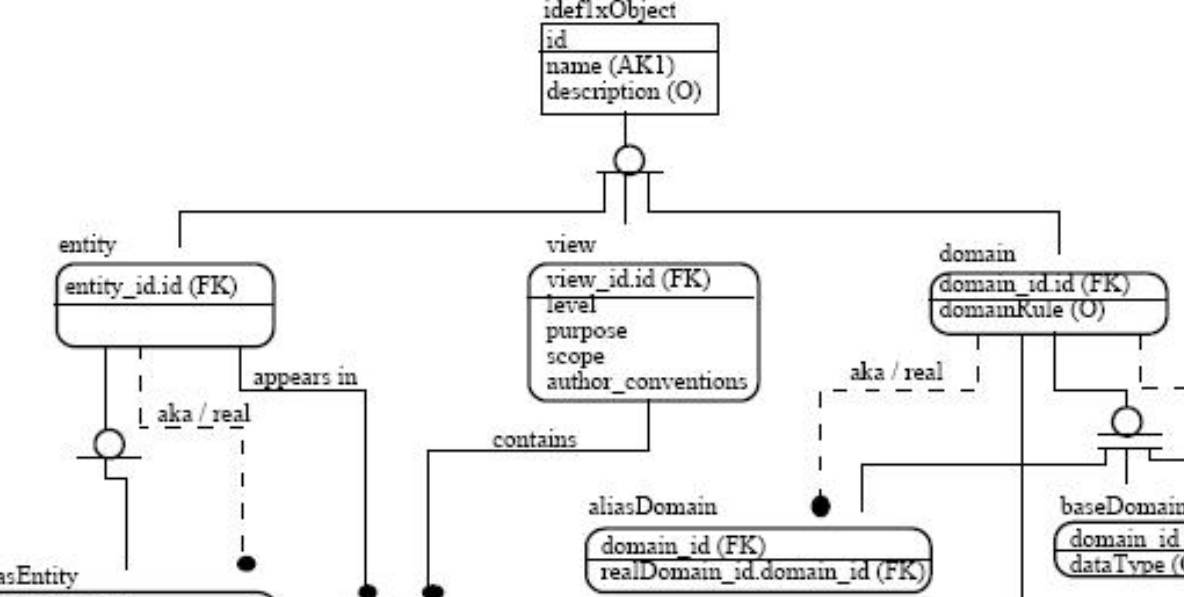 idef1xObject
id
name (AK1)
description (O)
entity
entity_id.id (FK)
view
view_id.id (FK)
level
purpose
scope
author_conventions
domain
domain_id.id (FK)
domainRule (O)
appears in
aka / real
contains
aka / real
aliasDomain
domain_id (FK)
realDomain_id.domain_id (FK)
baseDomain
domain_id
dataType (
asEntity